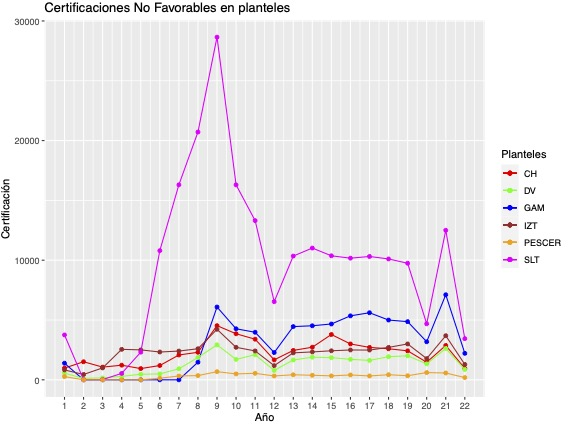 Certificaciones No Favorables en planteles
30000
20000
10000
0
Certificación
1 2 3 4 5 6 7 8 9 10 11 12 13 14 15 16 17 18 19 20 21 22
Año
Planteles
CH
DV
GAM
IZT
PESCER
SLT